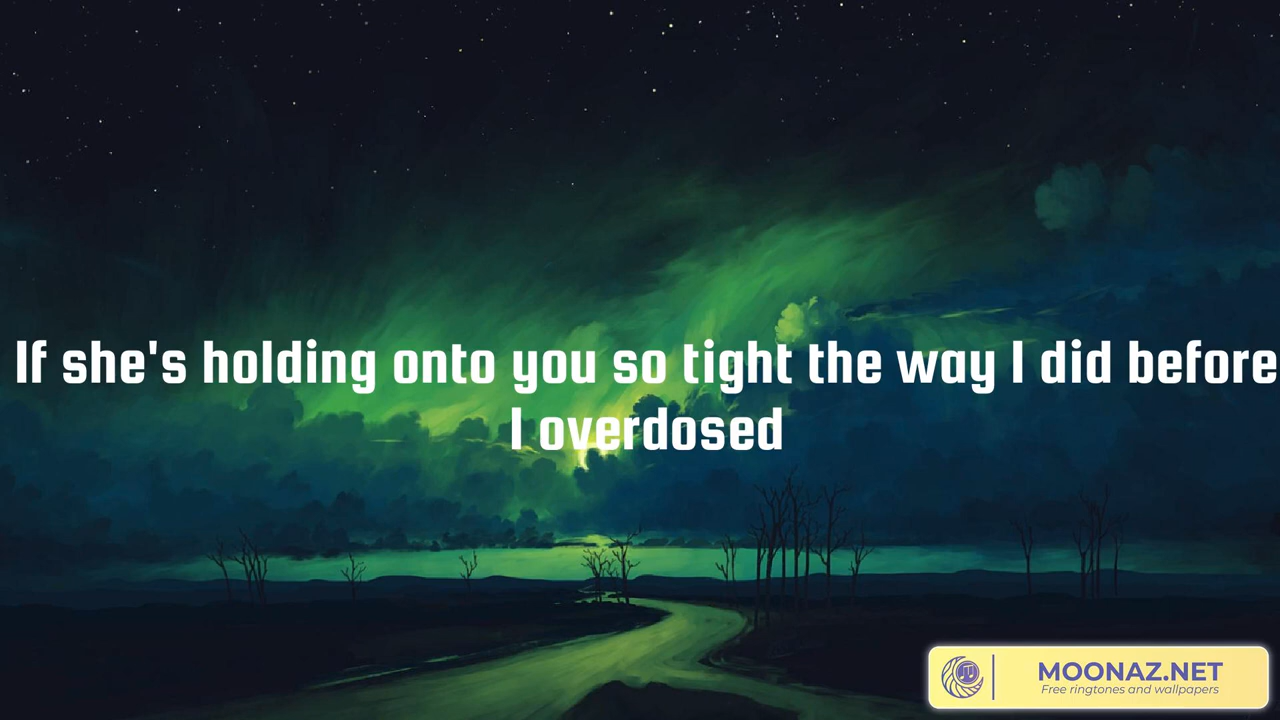 If she's holding onto you so tight the way I did before
I overdosed
MOONAZ.NET
Free ringtones and wallpapers